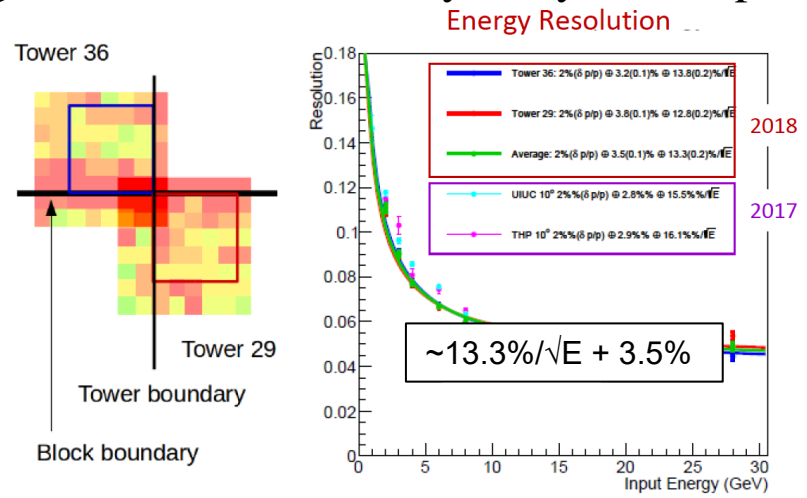 Energy Resolution
Tower 36
Tower 29
Tower boundary
Block boundary
Resolution
0.18
0.16
0.14
0.12
0.1
0.08
0.06
0.04
0.02
0
Tower 36: 2%(δ p/p) ⊕ 3.2(0.1)% ⊕ 13.8(0.2)%/√E
Tower 29: 2%(δ p/p) ⊕ 3.8(0.1)% ⊕ 12.8(0.2)%/√E
Average: 2%(δ p/p) ⊕ 3.5(0.1)% ⊕ 13.3(0.2)%/√E
2018
UIUC 10° 2%%(δ p/p) ⊕ 2.8%% ⊕ 15.5%%/√E
THP 10° 2%%(δ p/p) ⊕ 2.9%% ⊕ 16.1%%/√E
2017
~13.3%/√E + 3.5%
0 5 10 15 20 25 30
Input Energy (GeV)